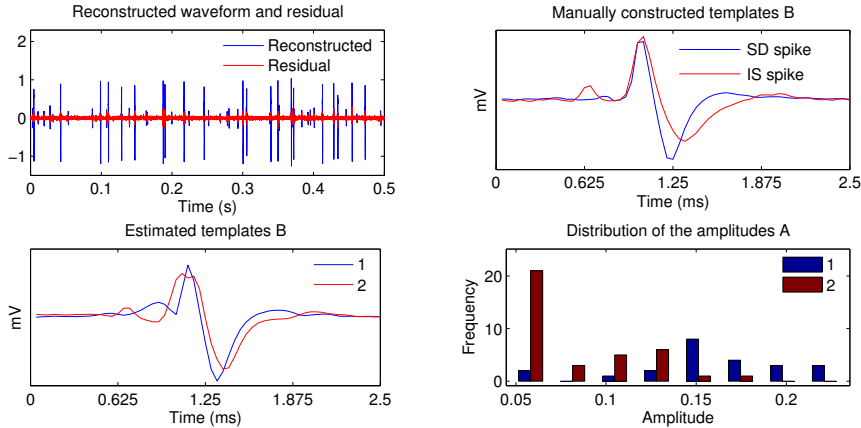 Reconstructed waveform and residual
2
1
0
−1
Reconstructed
Residual
0 0.1 0.2 0.3 0.4 0.5
Time (s)
Manually constructed templates B
mV
SD spike
IS spike
0 0.625 1.25 1.875 2.5
Time (ms)
Estimated templates B
mV
1
2
0 0.625 1.25 1.875 2.5
Time (ms)
Distribution of the amplitudes A
Frequency
20
10
0
1
2
0.05 0.1 0.15 0.2
Amplitude